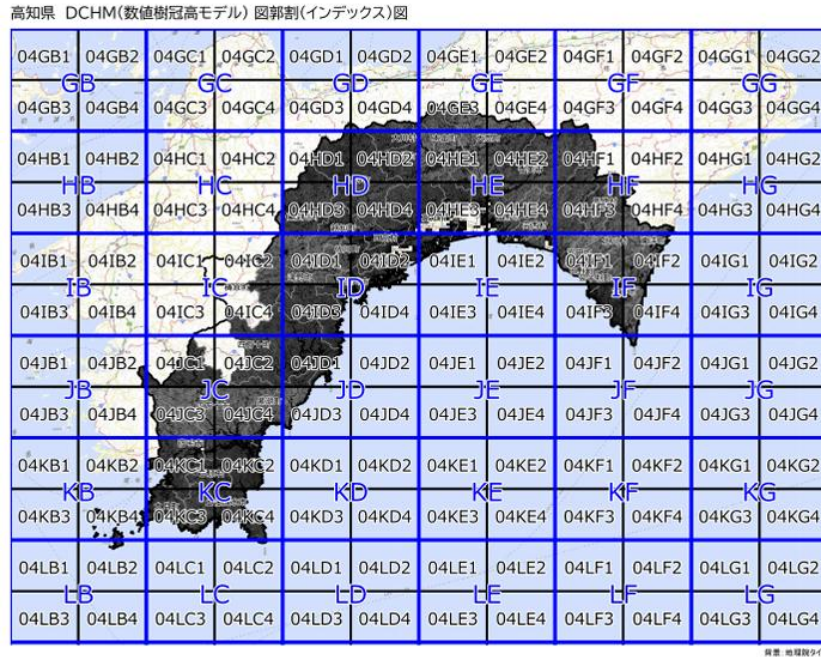 高知県 DCHM(数値樹冠高モデル) 図郭割(インデックス)図
04GB1 04GB2 04GC1 04GC2 04GD1 04GD2 04GE1 04GE2 04GF1 04GF2 04GG1 04GG2
GB GC GD GE GF GG
04GB3 04GB4 04GC3 04GC4 04GD3 04GD4 04GE3 04GE4 04GF3 04GF4 04GG3 04GG4
04HB1 04HB2 04HC1 04HC2 04HD1 04HD2 04HE1 04HE2 04HF1 04HF2 04HG1 04HG2
HB HC HD HE HF HG
04HB3 04HB4 04HC3 04HC4 04HD3 04HD4 04HE3 04HE4 04HF3 04HF4 04HG3 04HG4
04IB1 04IB2 04IC1 04IC2 04ID1 04ID2 04IE1 04IE2 04IF1 04IF2 04IG1 04IG2
IB IC ID IE IF IG
04IB3 04IB4 04IC3 04IC4 04ID3 04ID4 04IE3 04IE4 04IF3 04IF4 04IG3 04IG4
04JB1 04JB2 04JC1 04JC2 04JD1 04JD2 04JE1 04JE2 04JF1 04JF2 04JG1 04JG2
JB JC JD JE JF JG
04JB3 04JB4 04JC3 04JC4 04JD3 04JD4 04JE3 04JE4 04JF3 04JF4 04JG3 04JG4
04KB1 04KB2 04KC1 04KC2 04KD1 04KD2 04KE1 04KE2 04KF1 04KF2 04KG1 04KG2
KB KC KD KE KF KG
04KB3 04KB4 04KC3 04KC4 04KD3 04KD4 04KE3 04KE4 04KF3 04KF4 04KG3 04KG4
04LB1 04LB2 04LC1 04LC2 04LD1 04LD2 04LE1 04LE2 04LF1 04LF2 04LG1 04LG2
LB LC LD LE LF LG
04LB3 04LB4 04LC3 04LC4 04LD3 04LD4 04LE3 04LE4 04LF3 04LF4 04LG3 04LG4
背景:地理院タイ